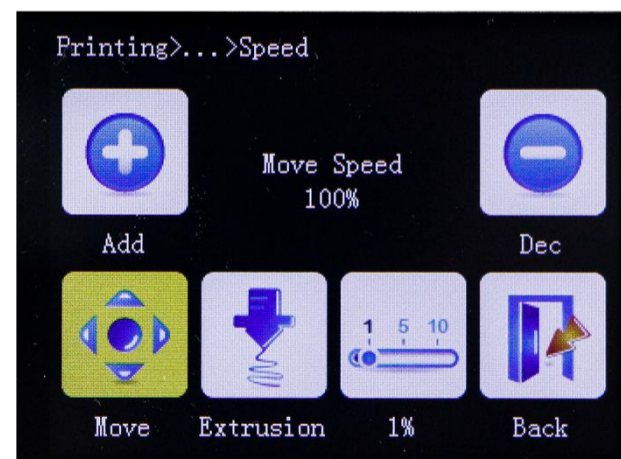 Printing>...>Speed
Move Speed
100%
Add
Dec
1 5 10
Move
Extrusion
1%
Back